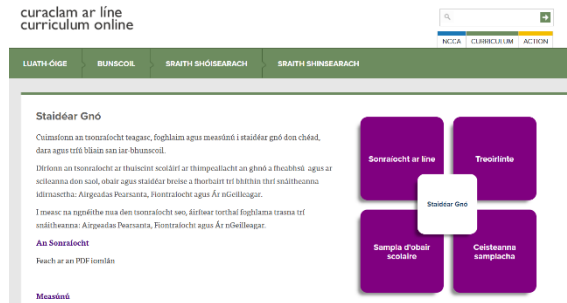 curaclam ar líne
curriculum online
NCCA CURRICULUM ACTION
LUATH-ÓIGE BUNSCOIL SRAITH SHÓISEARACH SRAITH SHINSEARACH
Staidéar Gnó
Cuimsíonn an tsonraíocht teagasc, foghlaim agus measúnú i staidéar gnó don chéad,
dara agus tríú bliain san iar-bhunscoil.
Díríonn an tsonraíocht ar thuiscint scoláirí ar thimpeallacht an ghnó a fheabhsú agus ar
scileanna don saol, obair agus staidéar breise a fhorbairt trí bhíthin thrí snáitheanna
idirnasctha: Airgeadas Pearsanta, Fiontraíocht agus Ár nGeilleagar.
I measc na ngnéithe nua den tsonraíocht seo, áirítear torthaí foghlama trasna trí
snáitheanna: Airgeadas Pearsanta, Fiontraíocht agus Ár nGeilleagar.
An Sonraíocht
Feach ar an PDF iomlán
Measúnú
Sonraíocht ar líne
Treoirlínte
Staidéar Gnó
Sampla d'obair
scoláire
Ceisteanna
samplacha